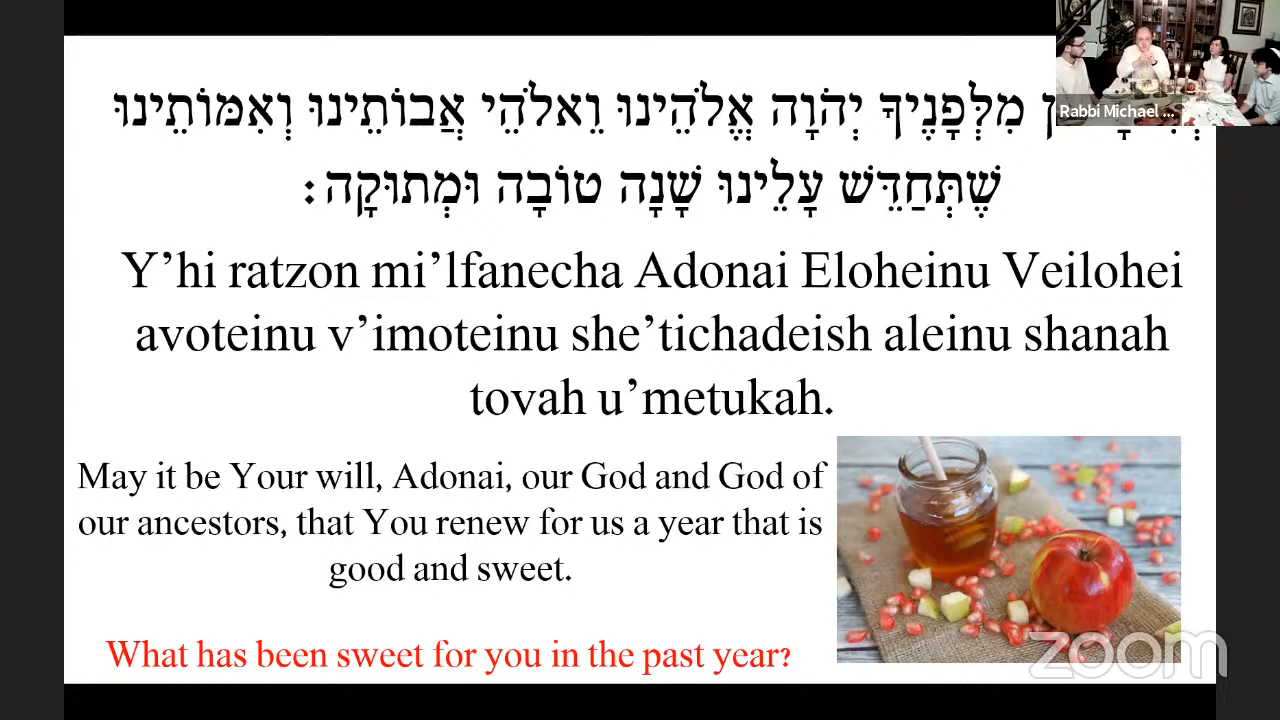 מִלְּפָנֶיךָ יְהֹוָה אֱלֹהֵינוּ וֵאלֹהֵי אֲבוֹתֵינוּ וְאִמּוֹתֵינוּ
שֶׁתְּחַדֵּשׁ עָלֵינוּ שָׁנָה טוֹבָה וּמְתוּקָה׃
Y’hi ratzon mi’lfanecha Adonai Eloheinu Veilohei
avoteinu v’imoteinu she’tichadeish aleinu shanah
tovah u’metukah.
May it be Your will, Adonai, our God and God of
our ancestors, that You renew for us a year that is
good and sweet.
What has been sweet for you in the past year?
Rabbi Michael ...
zoom